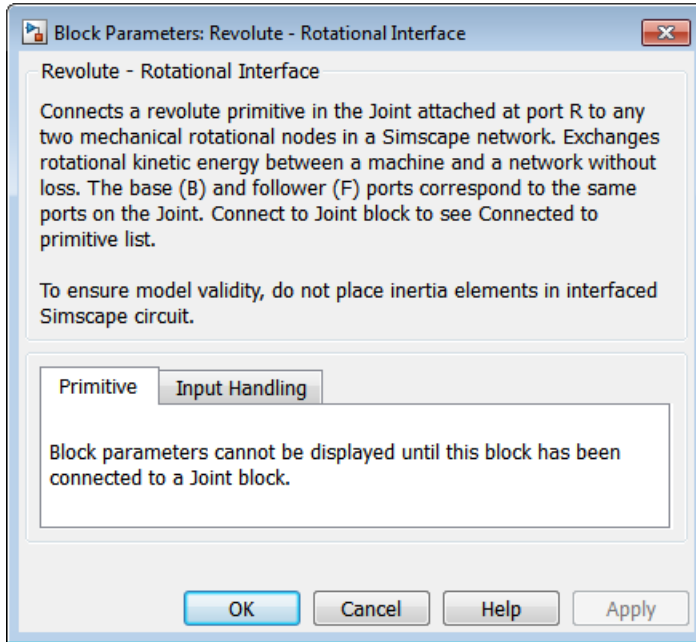 Block Parameters: Revolute - Rotational Interface
Revolute - Rotational Interface
Connects a revolute primitive in the Joint attached at port R to any
two mechanical rotational nodes in a Simscape network. Exchanges
rotational kinetic energy between a machine and a network without
loss. The base (B) and follower (F) ports correspond to the same
ports on the Joint. Connect to Joint block to see Connected to
primitive list.
To ensure model validity, do not place inertia elements in interfaced
Simscape circuit.
Primitive Input Handling
Block parameters cannot be displayed until this block has been
connected to a Joint block.
OK Cancel Help Apply